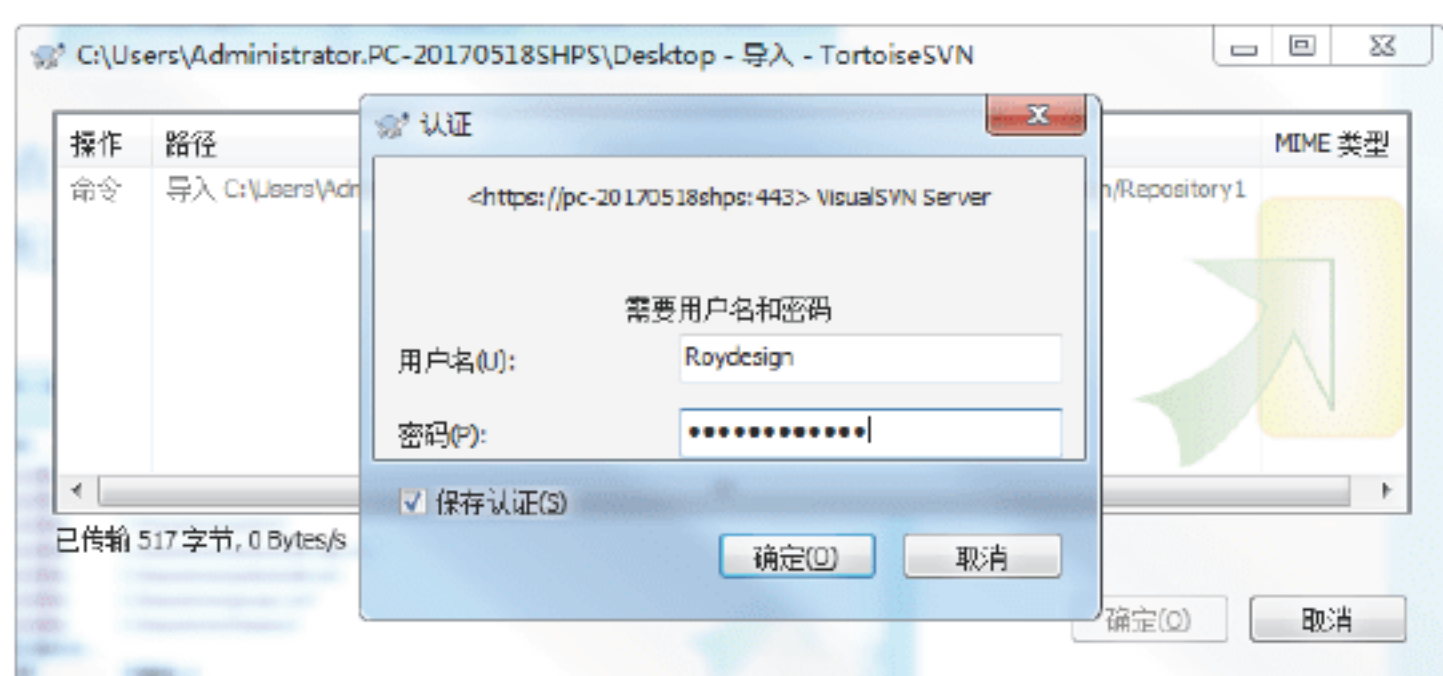 C:\Users\Administrator.PC-20170518SHPS\Desktop - 导入 - TortoiseSVN
认证
操作 路径 MIME 类型
命令 导入 C:\Users\Adm n/Repository1
<https://pc-20170518shps:443> VisualSVN Server
需要用户名和密码
用户名(U): Roydesign
密码(P): ••••••••••••
保存认证(S)
已传输 517 字节, 0 Bytes/s
确定(O) 取消
确定(O) 取消